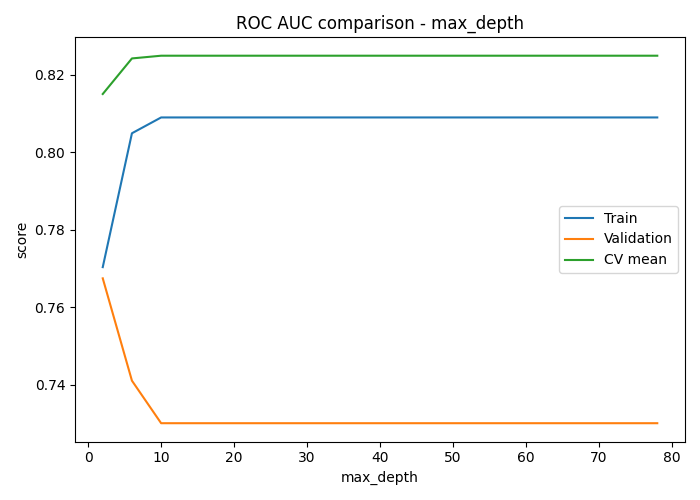 ROC AUC comparison - max_depth
score
0.82
0.80
0.78
0.76
0.74
Train
Validation
CV mean
0 10 20 30 40 50 60 70 80
max_depth